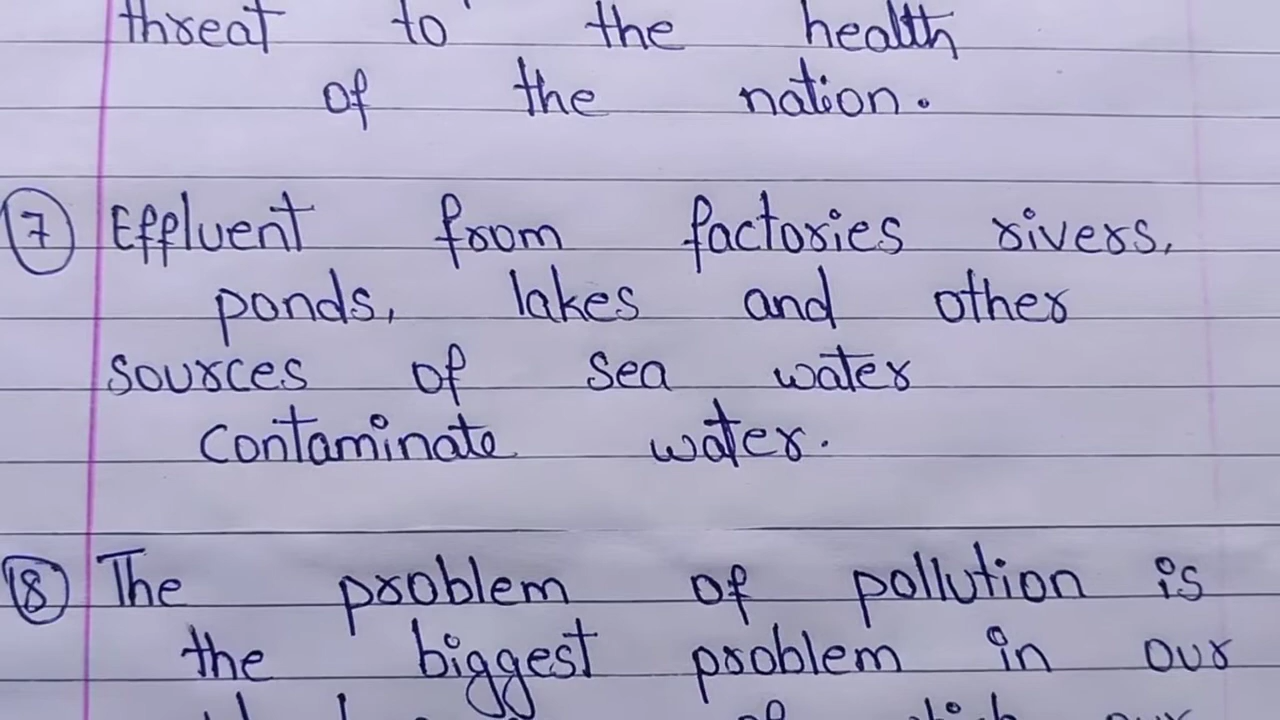 threat to the health
of the nation.
7 Effluent from factories rivers,
ponds, lakes and other
sources of sea water
contaminate water.
8 The problem of pollution is
the biggest problem in our